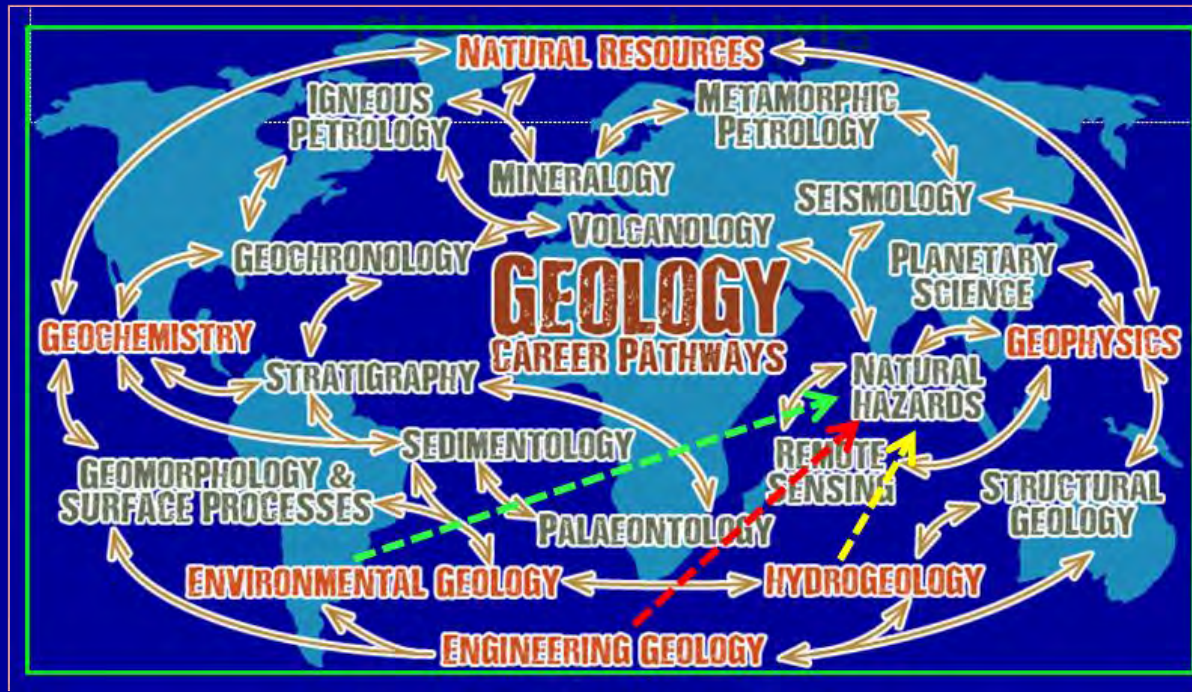 NATURAL RESOURCES
IGNEOUS
PETROLOGY
METAMORPHIC
PETROLOGY
MINERALOGY
SEISMOLOGY
VOLCANOLOGY
GEOCHRONOLOGY
PLANETARY
SCIENCE
GEOLOGY
CAREER PATHWAYS
GEOCHEMISTRY
GEOPHYSICS
STRATIGRAPHY
NATURAL
HAZARDS
SEDIMENTOLOGY
REMOTE
SENSING
GEOMORPHOLOGY &
SURFACE PROCESSES
STRUCTURAL
GEOLOGY
PALAEONTOLOGY
ENVIRONMENTAL GEOLOGY
HYDROGEOLOGY
ENGINEERING GEOLOGY